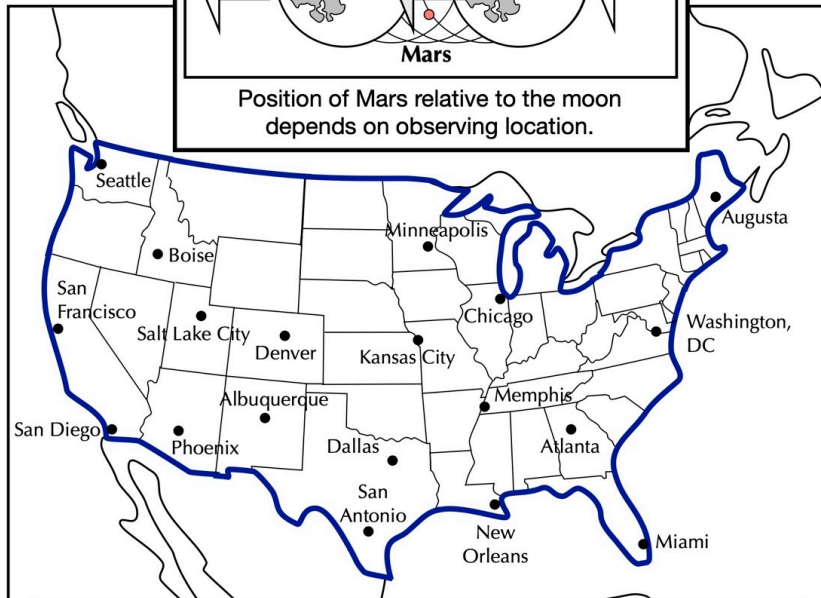 Mars
Position of Mars relative to the moon
depends on observing location.
Seattle
Augusta
Minneapolis
Boise
San
Francisco
Chicago
Washington,
DC
Salt Lake City
Denver
Kansas City
Albuquerque
Memphis
San Diego
Phoenix
Dallas
Atlanta
San
Antonio
New
Orleans
Miami